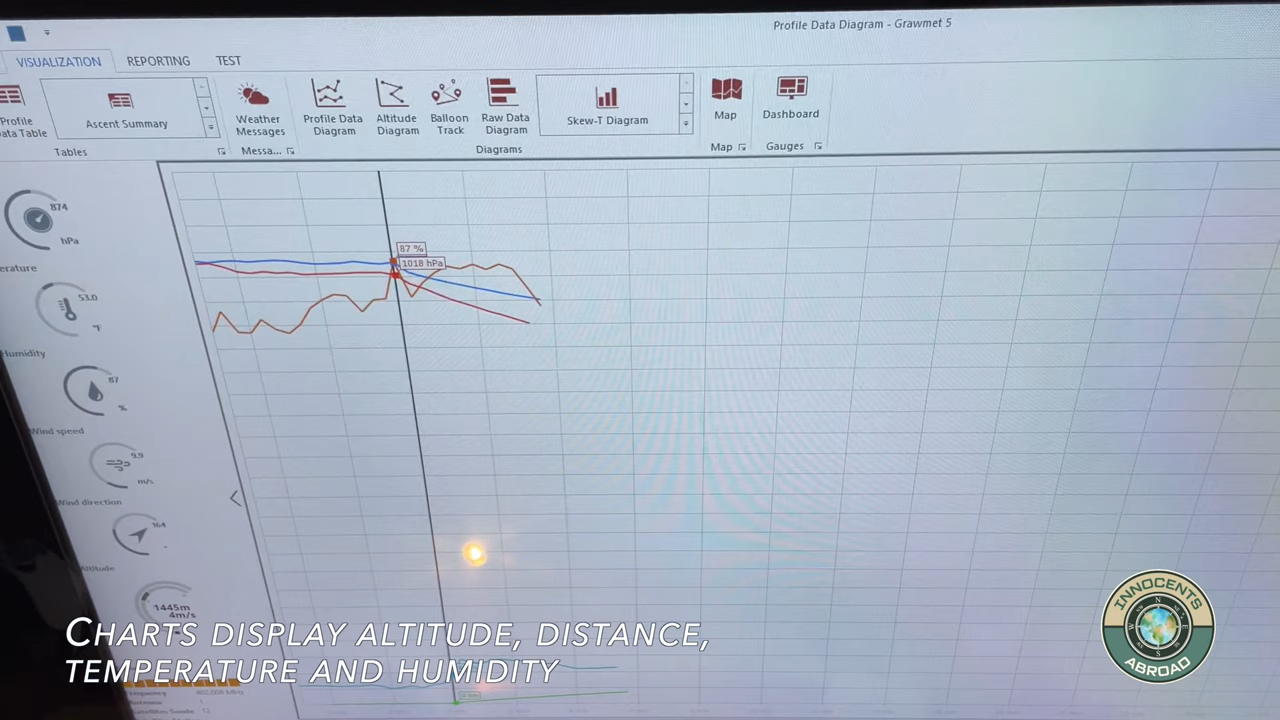 Profile Data Diagram - Grawmet 5
VISUALIZATION REPORTING TEST
Profile
Data Table
Ascent Summary
Weather
Messages
Profile Data
Diagram
Altitude
Diagram
Balloon
Track
Raw Data
Diagram
Skew-T Diagram
Map
Dashboard
Tables
Messa...
Diagrams
Map
Gauges
874
hPa
erature
53.0
°F
Humidity
87
%
Wind speed
9.9
m/s
Wind direction
164
Altitude
1445m
4m/s
87 %
1018 hPa
CHARTS DISPLAY ALTITUDE, DISTANCE,
TEMPERATURE AND HUMIDITY
INNOCENTS
ABROAD
N
E
S
W